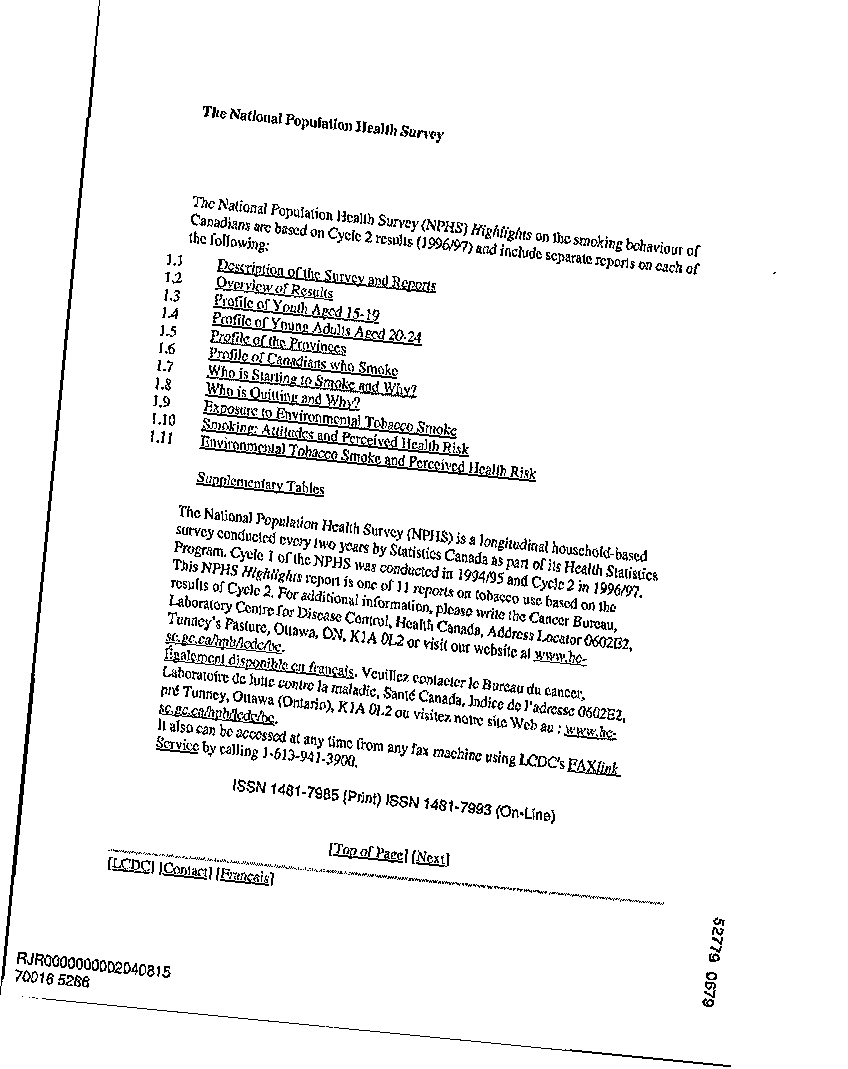 The National Population Health Survey
The National Population Health Survey (NPHS) Highlights on the smoking behaviour of
Canadians are based on Cycle 2 results (1996/97) and include separate reports on each of
the following:
1.1 Description of the Survey and Reports
1.2 Overview of Results
1.3 Profile of Youth Aged 15-19
1.4 Profile of Young Adults Aged 20-24
1.5 Profile of the Provinces
1.6 Profile of Canadians who Smoke
1.7 Who is Starting to Smoke and Why?
1.8 Who is Quitting and Why?
1.9 Exposure to Environmental Tobacco Smoke
1.10 Smoking: Attitudes and Perceived Health Risk
1.11 Environmental Tobacco Smoke and Perceived Health Risk
Supplementary Tables
The National Population Health Survey (NPHS) is a longitudinal household-based
survey conducted every two years by Statistics Canada as part of its Health Statistics
Program. Cycle 1 of the NPHS was conducted in 1994/95 and Cycle 2 in 1996/97.
This NPHS Highlights report is one of 11 reports on tobacco use based on the
results of Cycle 2. For additional information, please write the Cancer Bureau,
Laboratory Centre for Disease Control, Health Canada, Address Locator 0602E2,
Tunney's Pasture, Ottawa, ON, K1A 0L2 or visit our website at www.hc-
sc.gc.ca/hpb/lcdc/bc.
Également disponible en français. Veuillez contacter le Bureau du cancer,
Laboratoire de lutte contre la maladie, Santé Canada, Indice de l'adresse 0602E2,
pré Tunney, Ottawa (Ontario), K1A 0L2 ou visitez notre site Web au : www.hc-
sc.gc.ca/hpb/lcdc/bc.
It also can be accessed at any time from any fax machine using LCDC's FAXlink
Service by calling 1-613-941-3900.
ISSN 1481-7985 (Print) ISSN 1481-7993 (On-Line)
[Top of Page] [Next]
[LCDC] [Contact] [Français]
52779 0679
RJR0000000002040815
70016 5286